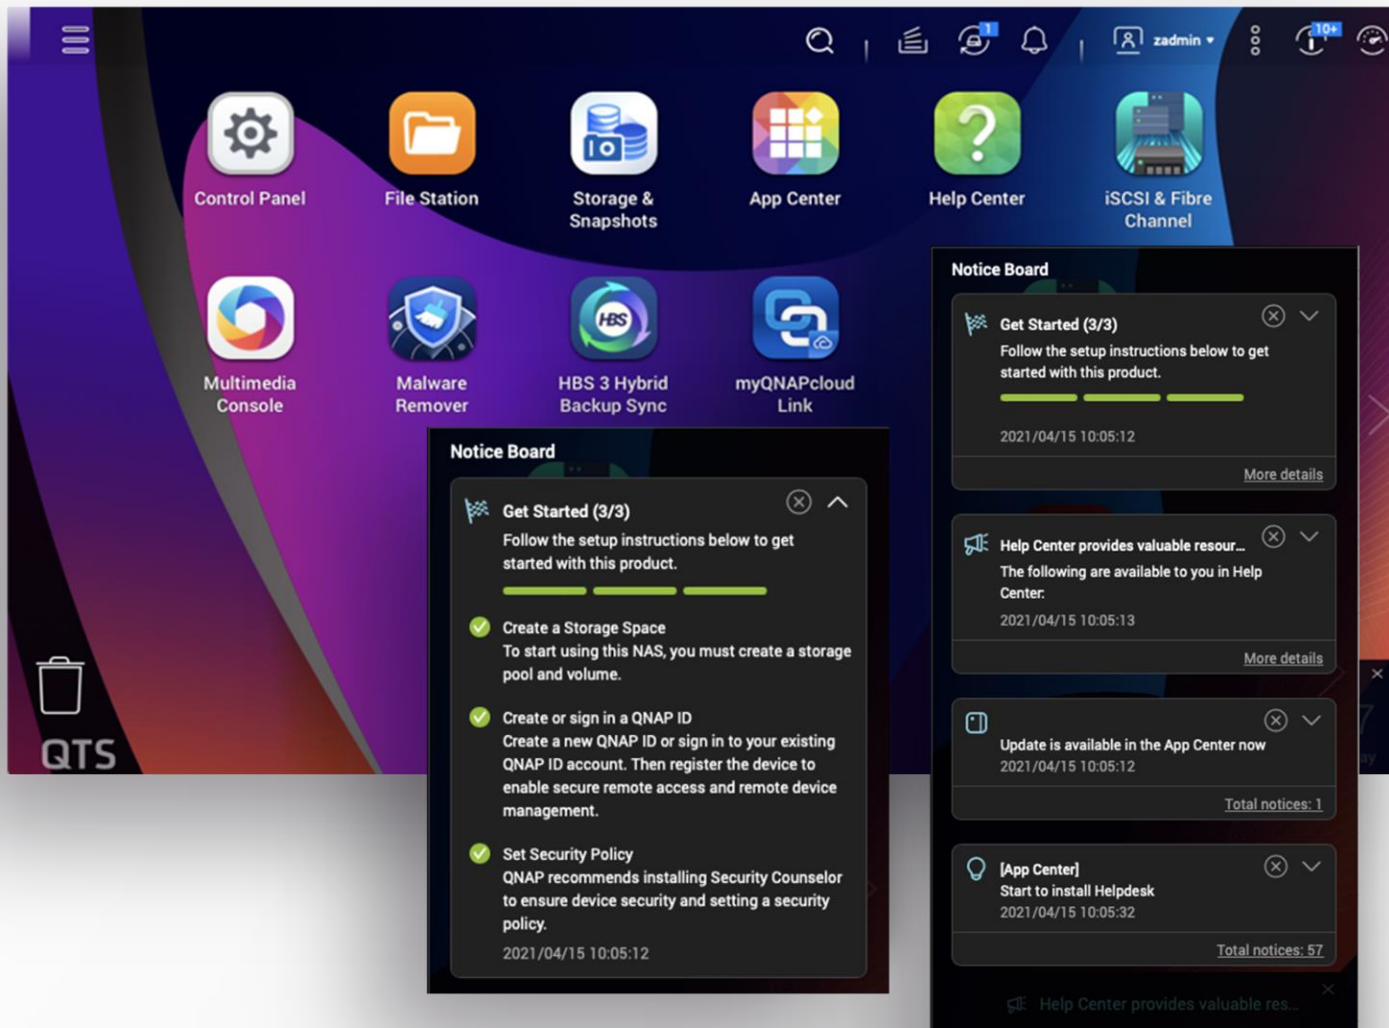 1
zadmin
10+
Control Panel
File Station
Storage &
Snapshots
App Center
Help Center
iSCSI & Fibre
Channel
Multimedia
Console
Malware
Remover
HBS
HBS 3 Hybrid
Backup Sync
myQNAPcloud
Link
QTS
Notice Board
Get Started (3/3)
Follow the setup instructions below to get
started with this product.
Create a Storage Space
To start using this NAS, you must create a storage
pool and volume.
Create or sign in a QNAP ID
Create a new QNAP ID or sign in to your existing
QNAP ID account. Then register the device to
enable secure remote access and remote device
management.
Set Security Policy
QNAP recommends installing Security Counselor
to ensure device security and setting a security
policy.
2021/04/15 10:05:12
Notice Board
Get Started (3/3)
Follow the setup instructions below to get
started with this product.
2021/04/15 10:05:12
More details
Help Center provides valuable resour...
The following are available to you in Help
Center:
2021/04/15 10:05:13
More details
Update is available in the App Center now
2021/04/15 10:05:12
Total notices: 1
[App Center]
Start to install Helpdesk
2021/04/15 10:05:32
Total notices: 57
Help Center provides valuable res...